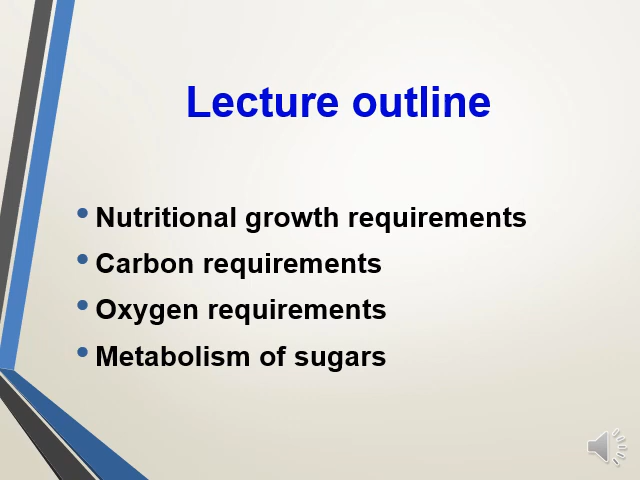 Lecture outline
• Nutritional growth requirements
• Carbon requirements
• Oxygen requirements
• Metabolism of sugars